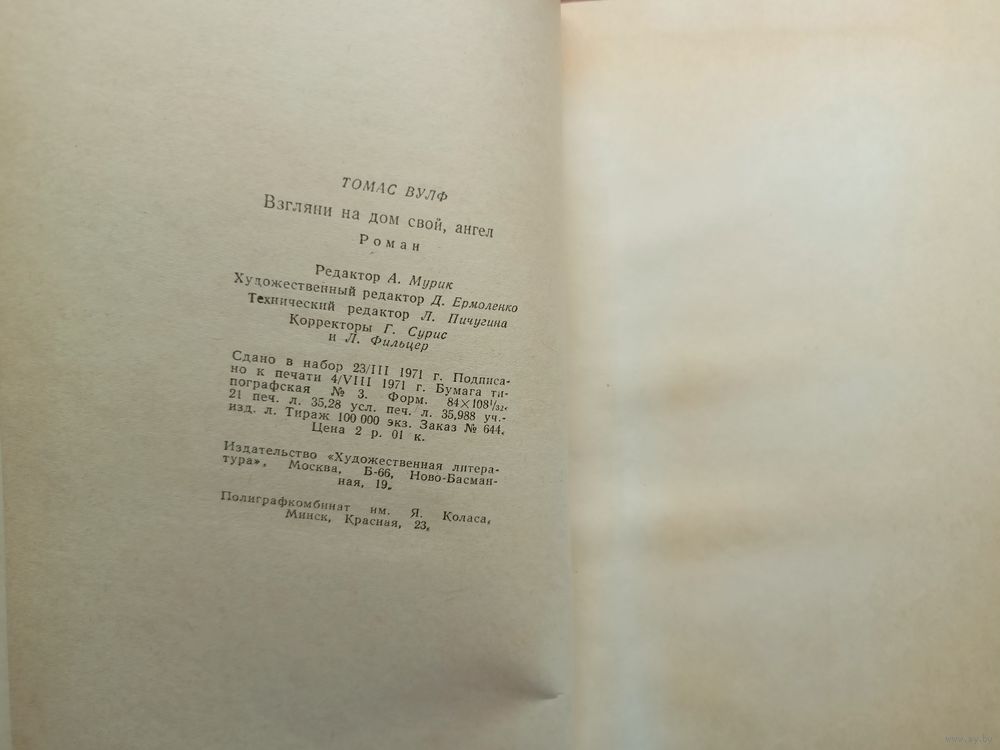 ТОМАС ВУЛФ
Взгляни на дом свой, ангел
Роман
Редактор А. Мурик
Художественный редактор Д. Ермоленко
Технический редактор Л. Пичугина
Корректоры Г. Сурис
и Л. Фильцер
Сдано в набор 23/III 1971 г. Подписа-
но к печати 4/VIII 1971 г. Бумага ти-
пографская № 3. Форм. 84×108¹/₃₂.
21 печ. л. 35,28 усл. печ. л. 35,988 уч.-
изд. л. Тираж 100 000 экз. Заказ № 644.
Цена 2 р. 01 к.
Издательство «Художественная литера-
тура». Москва, Б-66, Ново-Басман-
ная, 19.
Полиграфкомбинат им. Я. Коласа,
Минск, Красная, 23.
www.ay.by